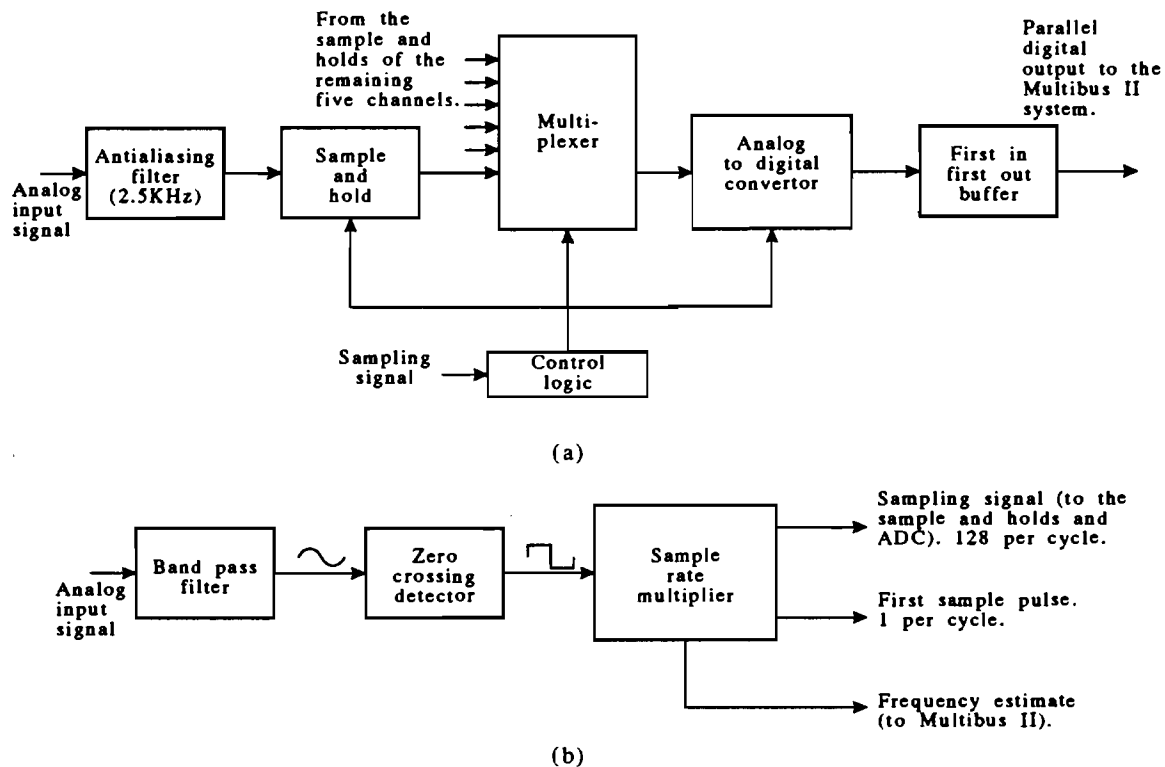 From the
sample and
holds of the
remaining
five channels.
Parallel
digital
output to the
Multibus II
system.
Antialiasing
filter
(2.5KHz)
Sample
and
hold
Multi-
plexer
Analog
to digital
convertor
First in
first out
buffer
Analog
input
signal
Sampling
signal
Control
logic
(a)
Analog
input
signal
Band pass
filter
Zero
crossing
detector
Sample
rate
multiplier
Sampling signal (to the
sample and holds and
ADC). 128 per cycle.
First sample pulse.
1 per cycle.
Frequency estimate
(to Multibus II).
(b)